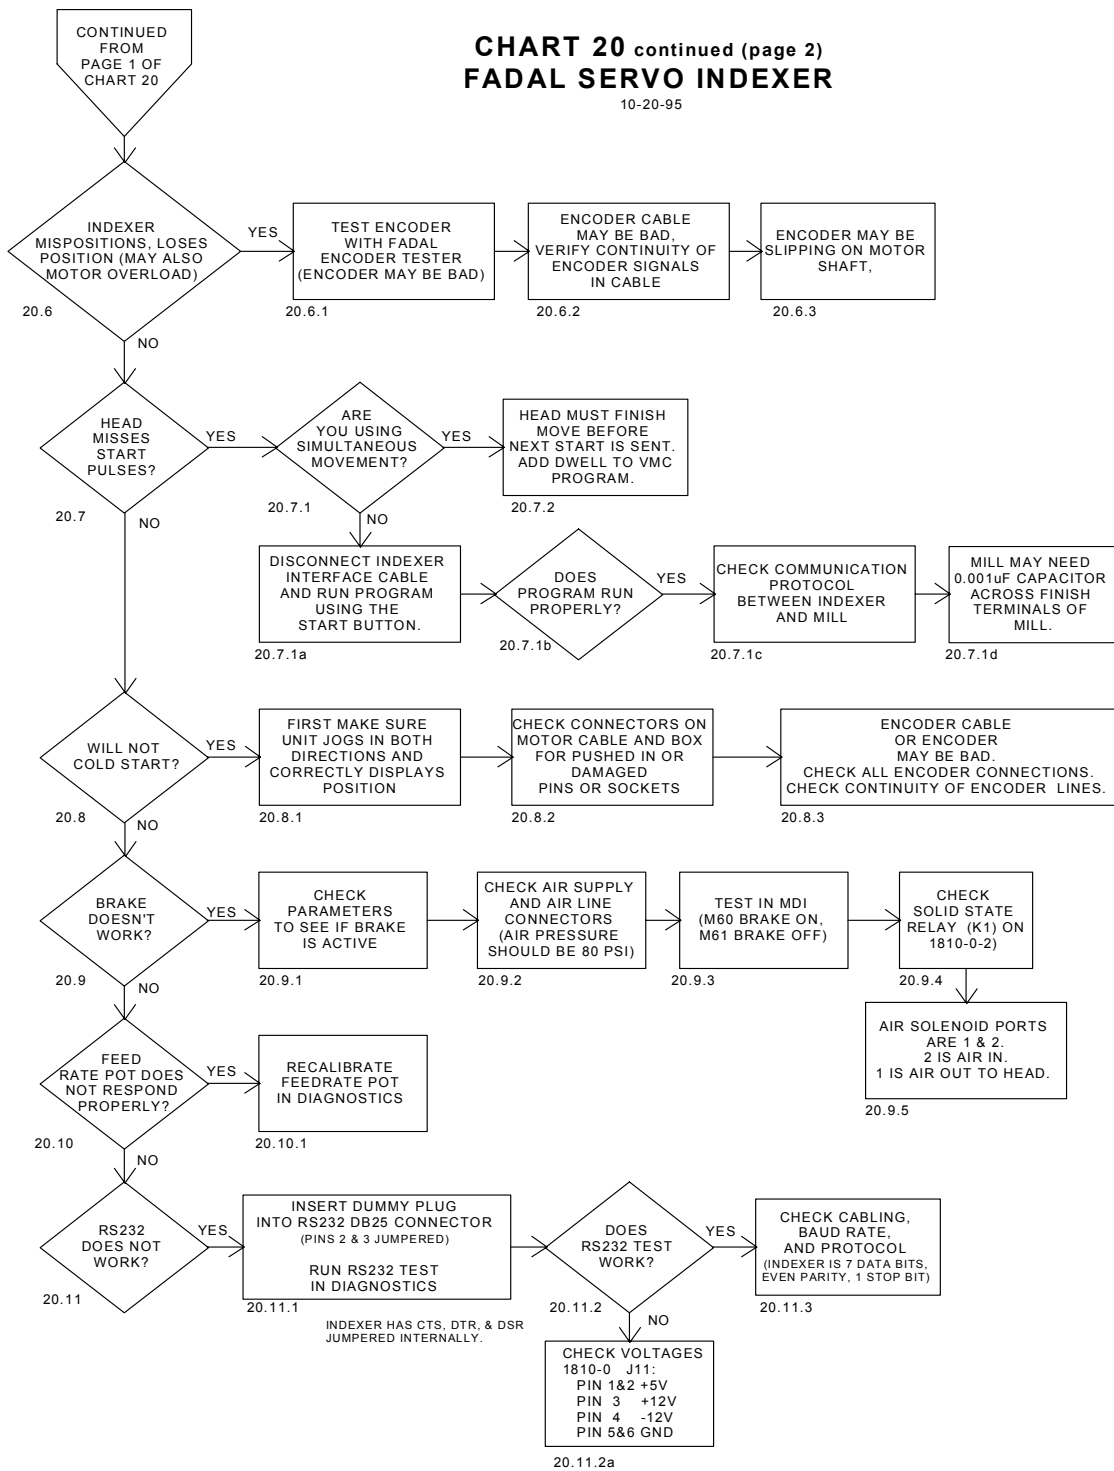 CONTINUED
FROM
PAGE 1 OF
CHART 20
CHART 20 continued (page 2)
FADAL SERVO INDEXER
10-20-95
INDEXER
MISPOSITIONS, LOSES
POSITION (MAY ALSO
MOTOR OVERLOAD)
20.6
YES
NO
TEST ENCODER
WITH FADAL
ENCODER TESTER
(ENCODER MAY BE BAD)
20.6.1
ENCODER CABLE
MAY BE BAD,
VERIFY CONTINUITY OF
ENCODER SIGNALS
IN CABLE
20.6.2
ENCODER MAY BE
SLIPPING ON MOTOR
SHAFT,
20.6.3
HEAD
MISSES
START
PULSES?
20.7
YES
NO
ARE
YOU USING
SIMULTANEOUS
MOVEMENT?
20.7.1
YES
NO
HEAD MUST FINISH
MOVE BEFORE
NEXT START IS SENT.
ADD DWELL TO VMC
PROGRAM.
20.7.2
DISCONNECT INDEXER
INTERFACE CABLE
AND RUN PROGRAM
USING THE
START BUTTON.
20.7.1a
DOES
PROGRAM RUN
PROPERLY?
20.7.1b
YES
CHECK COMMUNICATION
PROTOCOL
BETWEEN INDEXER
AND MILL
20.7.1c
MILL MAY NEED
0.001uF CAPACITOR
ACROSS FINISH
TERMINALS OF
MILL.
20.7.1d
WILL NOT
COLD START?
20.8
YES
NO
FIRST MAKE SURE
UNIT JOGS IN BOTH
DIRECTIONS AND
CORRECTLY DISPLAYS
POSITION
20.8.1
CHECK CONNECTORS ON
MOTOR CABLE AND BOX
FOR PUSHED IN OR
DAMAGED
PINS OR SOCKETS
20.8.2
ENCODER CABLE
OR ENCODER
MAY BE BAD.
CHECK ALL ENCODER CONNECTIONS.
CHECK CONTINUITY OF ENCODER LINES.
20.8.3
BRAKE
DOESN'T
WORK?
20.9
YES
NO
CHECK
PARAMETERS
TO SEE IF BRAKE
IS ACTIVE
20.9.1
CHECK AIR SUPPLY
AND AIR LINE
CONNECTORS
(AIR PRESSURE
SHOULD BE 80 PSI)
20.9.2
TEST IN MDI
(M60 BRAKE ON,
M61 BRAKE OFF)
20.9.3
CHECK
SOLID STATE
RELAY (K1) ON
1810-0-2)
20.9.4
AIR SOLENOID PORTS
ARE 1 & 2.
2 IS AIR IN.
1 IS AIR OUT TO HEAD.
20.9.5
FEED
RATE POT DOES
NOT RESPOND
PROPERLY?
20.10
YES
NO
RECALIBRATE
FEEDRATE POT
IN DIAGNOSTICS
20.10.1
RS232
DOES NOT
WORK?
20.11
YES
INSERT DUMMY PLUG
INTO RS232 DB25 CONNECTOR
(PINS 2 & 3 JUMPERED)
RUN RS232 TEST
IN DIAGNOSTICS
20.11.1
INDEXER HAS CTS, DTR, & DSR
JUMPERED INTERNALLY.
DOES
RS232 TEST
WORK?
20.11.2
YES
NO
CHECK CABLING,
BAUD RATE,
AND PROTOCOL
(INDEXER IS 7 DATA BITS,
EVEN PARITY, 1 STOP BIT)
20.11.3
CHECK VOLTAGES
1810-0 J11:
PIN 1&2 +5V
PIN 3 +12V
PIN 4 -12V
PIN 5&6 GND
20.11.2a